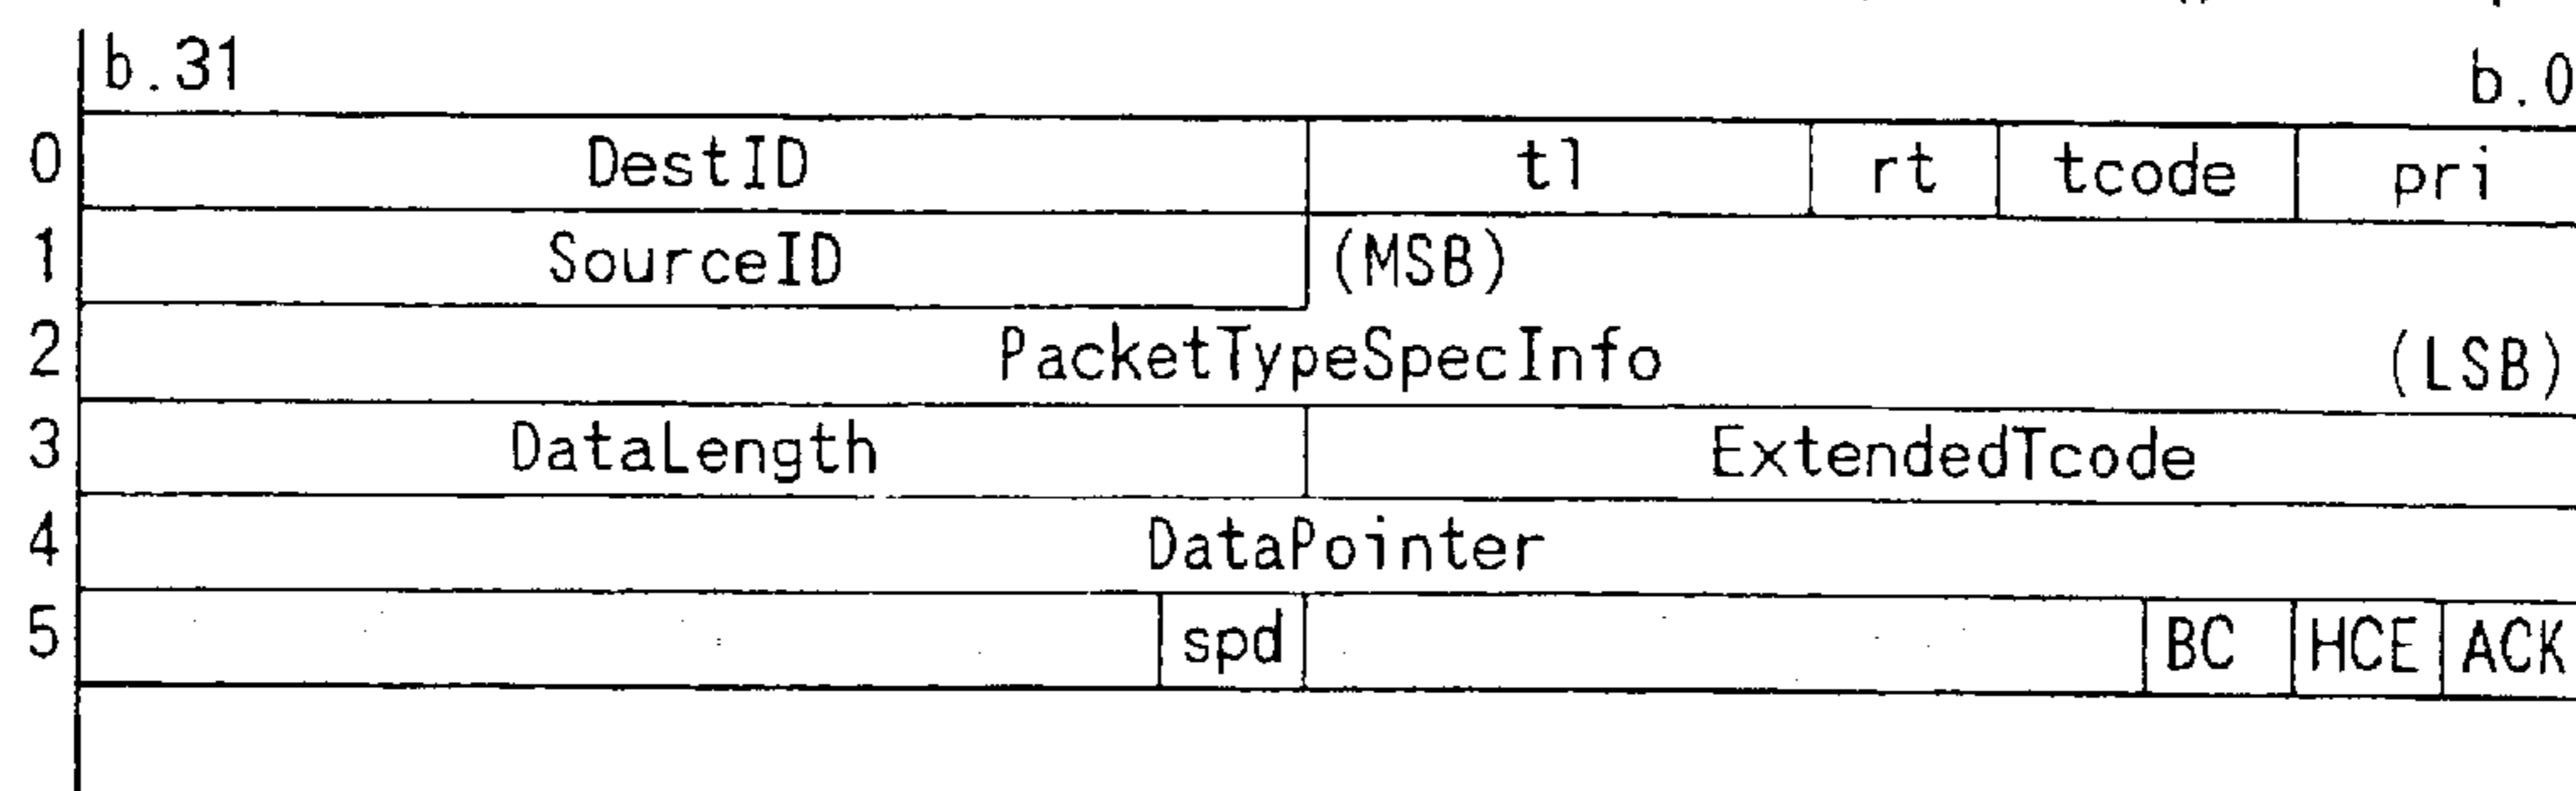 b.31 b.0
0 DestID tl rt tcode pri
1 SourceID (MSB)
2 PacketTypeSpecInfo (LSB)
3 DataLength ExtendedTcode
4 DataPointer
5 spd BC HCE ACK